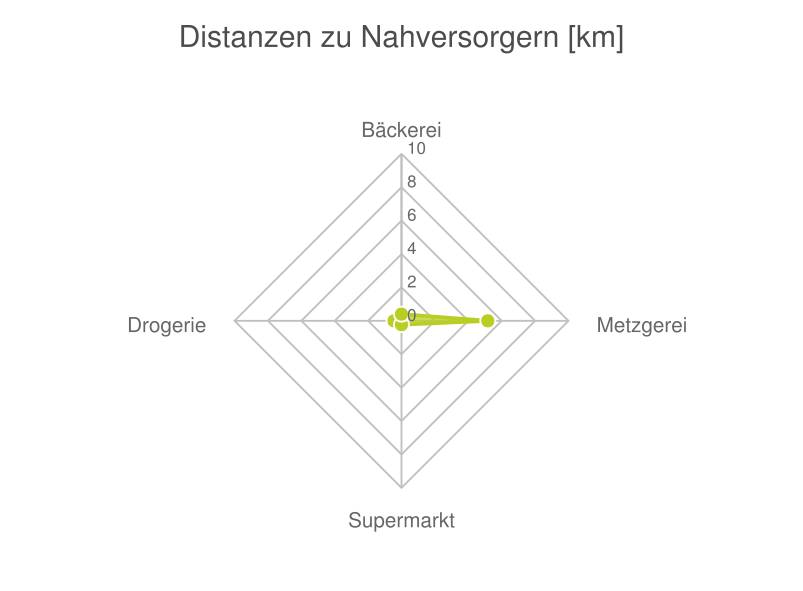 Distanzen zu Nahversorgern [km]
Bäckerei
10
8
6
4
2
0
Drogerie
Metzgerei
Supermarkt